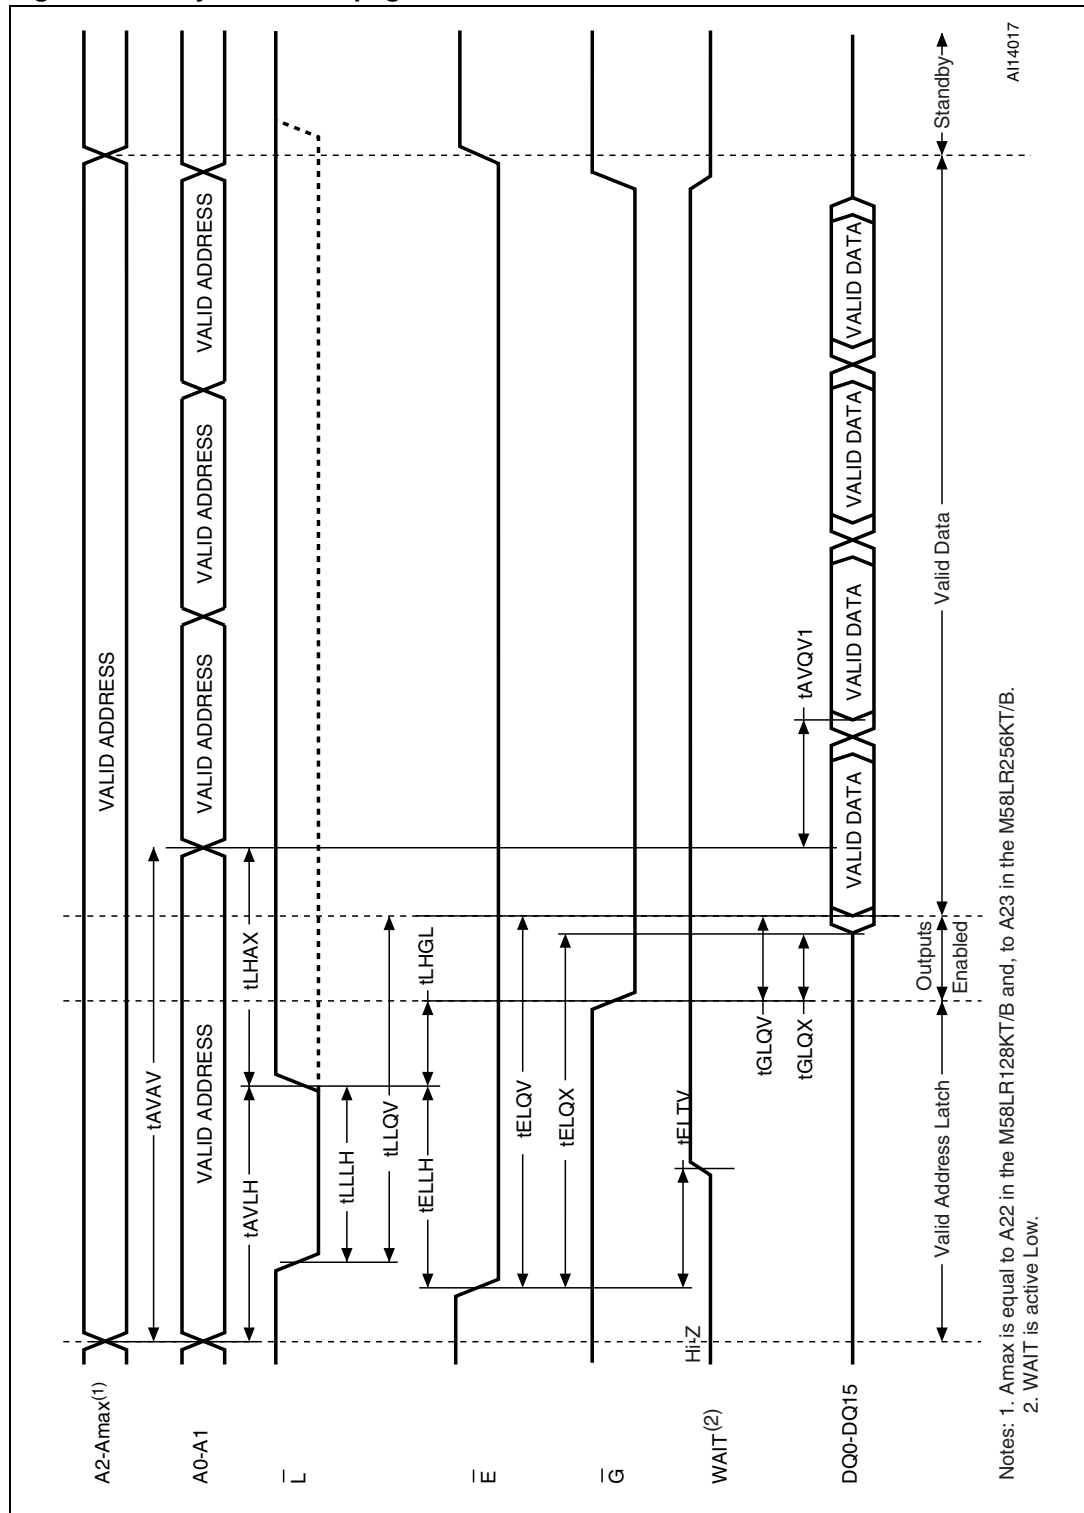 A2-Amax(1)
VALID ADDRESS
tAVAV
A0-A1
VALID ADDRESS
VALID ADDRESS
VALID ADDRESS
VALID ADDRESS
tAVLH
tLHAX
L
tLLLH
tLLQV
tELLH
tLHGL
E
tELQV
tELQX
G
Hi-Z
tELTV
WAIT(2)
tGLQV
tGLQX
tAVQV1
DQ0-DQ15
VALID DATA
VALID DATA
VALID DATA
VALID DATA
Valid Address Latch
Outputs
Enabled
Valid Data
Standby
Notes: 1. Amax is equal to A22 in the M58LR128KT/B and, to A23 in the M58LR256KT/B.
2. WAIT is active Low.
AI14017